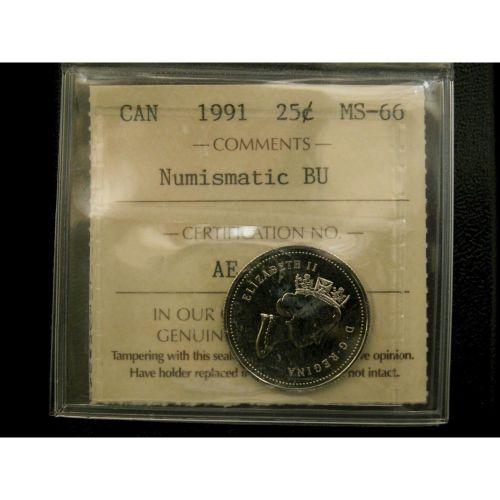 CAN 1991 25¢ MS-66
— COMMENTS —
Numismatic BU
— CERTIFICATION NO. —
AE
ELIZABETH II
D·G·REGINA
IN OUR
GENUIN
Tampering with this seal e opinion.
Have holder replaced not intact.